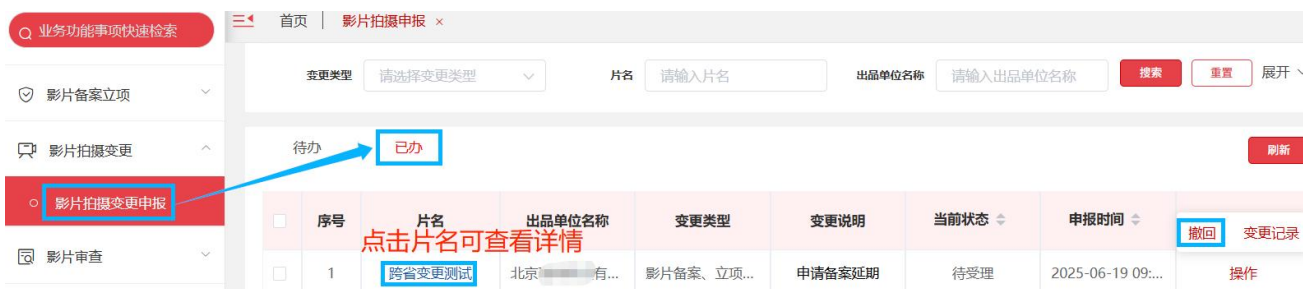 业务功能事项快速检索
首页 影片拍摄申报 ×
变更类型 请选择变更类型 片名 请输入片名 出品单位名称 请输入出品单位名称 搜索 重置 展开
影片备案立项
影片拍摄变更
待办 已办 刷新
影片拍摄变更申报
序号 片名 出品单位名称 变更类型 变更说明 当前状态 申报时间
点击片名可查看详情
撤回 变更记录
影片审查
1 跨省变更测试 北京 有... 影片备案、立项... 申请备案延期 待受理 2025-06-19 09:... 操作